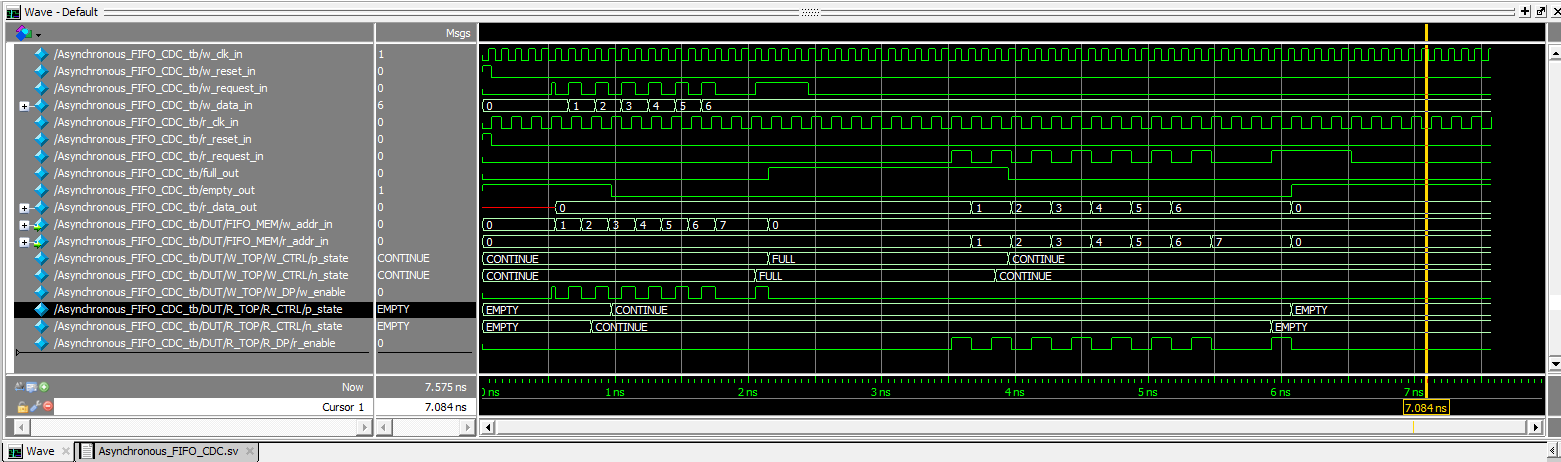 Wave - Default
Msgs
/Asynchronous_FIFO_CDC_tb/w_clk_in 1
/Asynchronous_FIFO_CDC_tb/w_reset_in 0
/Asynchronous_FIFO_CDC_tb/w_request_in 0
/Asynchronous_FIFO_CDC_tb/w_data_in 6 0 1 2 3 4 5 6
/Asynchronous_FIFO_CDC_tb/r_clk_in 0
/Asynchronous_FIFO_CDC_tb/r_reset_in 0
/Asynchronous_FIFO_CDC_tb/r_request_in 0
/Asynchronous_FIFO_CDC_tb/full_out 0
/Asynchronous_FIFO_CDC_tb/empty_out 1
/Asynchronous_FIFO_CDC_tb/r_data_out 0 0 1 2 3 4 5 6 0
/Asynchronous_FIFO_CDC_tb/DUT/FIFO_MEM/w_addr_in 0 0 1 2 3 4 5 6 7 0
/Asynchronous_FIFO_CDC_tb/DUT/FIFO_MEM/r_addr_in 0 0 1 2 3 4 5 6 7 0
/Asynchronous_FIFO_CDC_tb/DUT/W_TOP/W_CTRL/p_state CONTINUE CONTINUE FULL CONTINUE
/Asynchronous_FIFO_CDC_tb/DUT/W_TOP/W_CTRL/n_state CONTINUE CONTINUE FULL CONTINUE
/Asynchronous_FIFO_CDC_tb/DUT/W_TOP/W_DP/w_enable 0
/Asynchronous_FIFO_CDC_tb/DUT/R_TOP/R_CTRL/p_state EMPTY EMPTY CONTINUE EMPTY
/Asynchronous_FIFO_CDC_tb/DUT/R_TOP/R_CTRL/n_state EMPTY EMPTY CONTINUE EMPTY
/Asynchronous_FIFO_CDC_tb/DUT/R_TOP/R_DP/r_enable 0
Now 7.575 ns 0 ns 1 ns 2 ns 3 ns 4 ns 5 ns 6 ns 7 ns
Cursor 1 7.084 ns 7.084 ns
Wave Asynchronous_FIFO_CDC.sv